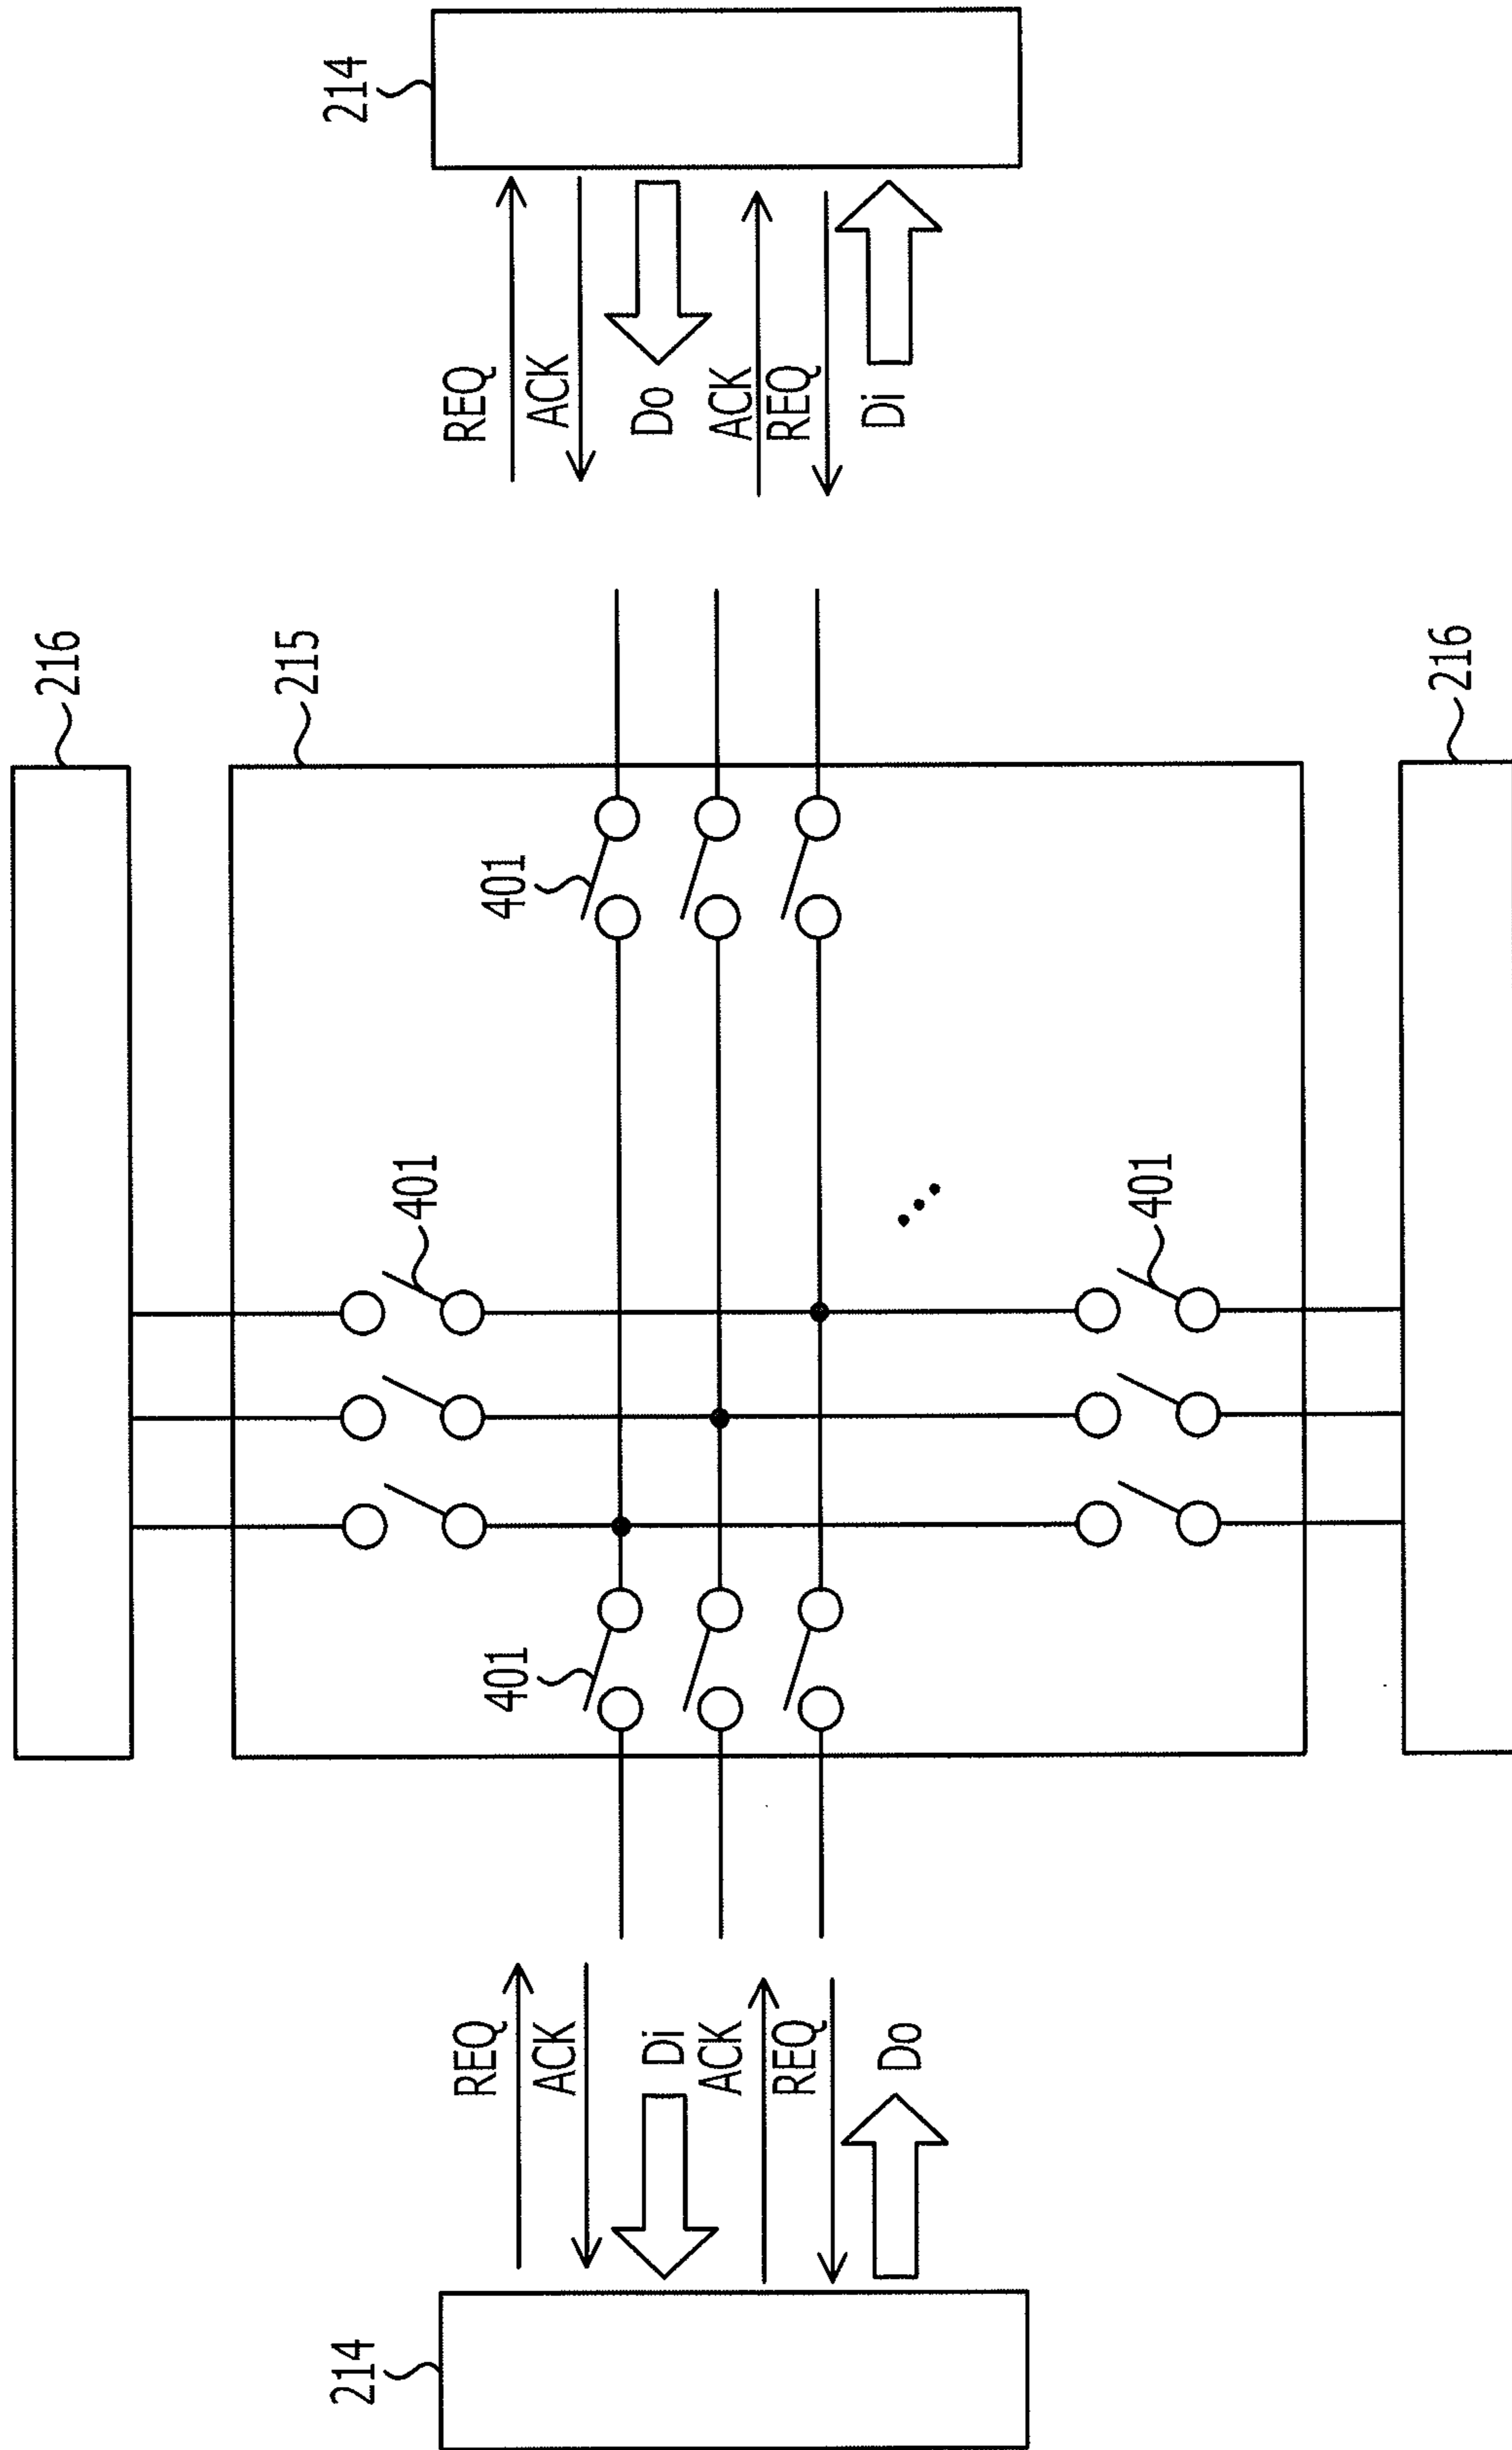 216
215
214
REQ
ACK
Di
ACK
REQ
Do
401
401
401
401
214
REQ
ACK
Do
ACK
REQ
Di
216